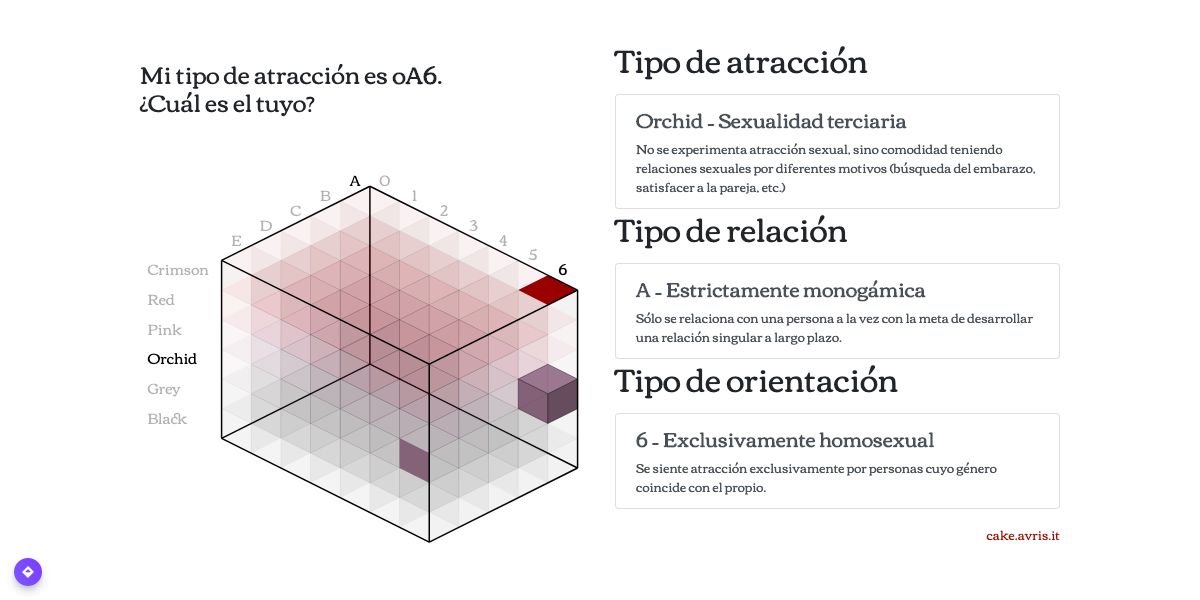 Mi tipo de atracción es oA6.
¿Cuál es el tuyo?
A
B
C
D
E
0
1
2
3
4
5
6
Crimson
Red
Pink
Orchid
Grey
Black
Tipo de atracción
Orchid - Sexualidad terciaria
No se experimenta atracción sexual, sino comodidad teniendo
relaciones sexuales por diferentes motivos (búsqueda del embarazo,
satisfacer a la pareja, etc.)
Tipo de relación
A - Estrictamente monogámica
Sólo se relaciona con una persona a la vez con la meta de desarrollar
una relación singular a largo plazo.
Tipo de orientación
6 - Exclusivamente homosexual
Se siente atracción exclusivamente por personas cuyo género
coincide con el propio.
cake.avris.it